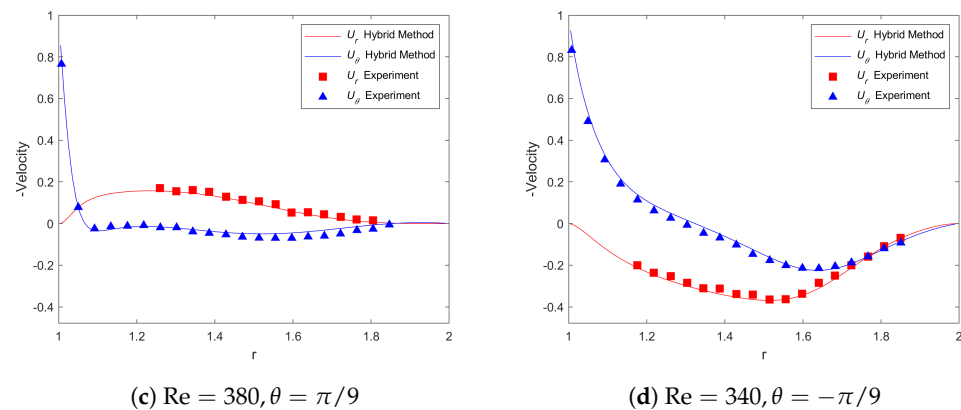 1
0.8
0.6
0.4
0.2
0
-0.2
-0.4
-Velocity
1 1.2 1.4 1.6 1.8 2
r
U_r Hybrid Method
U_θ Hybrid Method
U_r Experiment
U_θ Experiment
(c) Re = 380, θ = π/9
1
0.8
0.6
0.4
0.2
0
-0.2
-0.4
-Velocity
1 1.2 1.4 1.6 1.8 2
r
U_r Hybrid Method
U_θ Hybrid Method
U_r Experiment
U_θ Experiment
(d) Re = 340, θ = −π/9